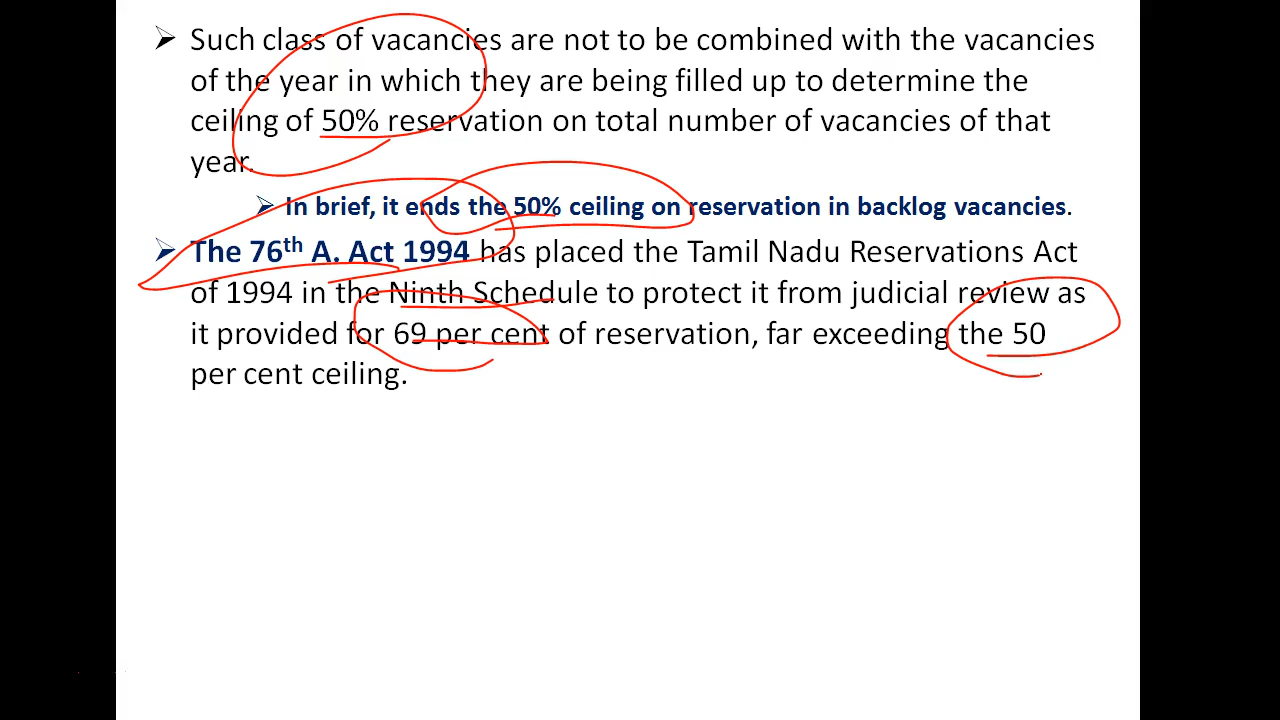 ➢ Such class of vacancies are not to be combined with the vacancies
of the year in which they are being filled up to determine the
ceiling of 50% reservation on total number of vacancies of that
year.
➢ In brief, it ends the 50% ceiling on reservation in backlog vacancies.
➢ The 76th A. Act 1994 has placed the Tamil Nadu Reservations Act
of 1994 in the Ninth Schedule to protect it from judicial review as
it provided for 69 per cent of reservation, far exceeding the 50
per cent ceiling.